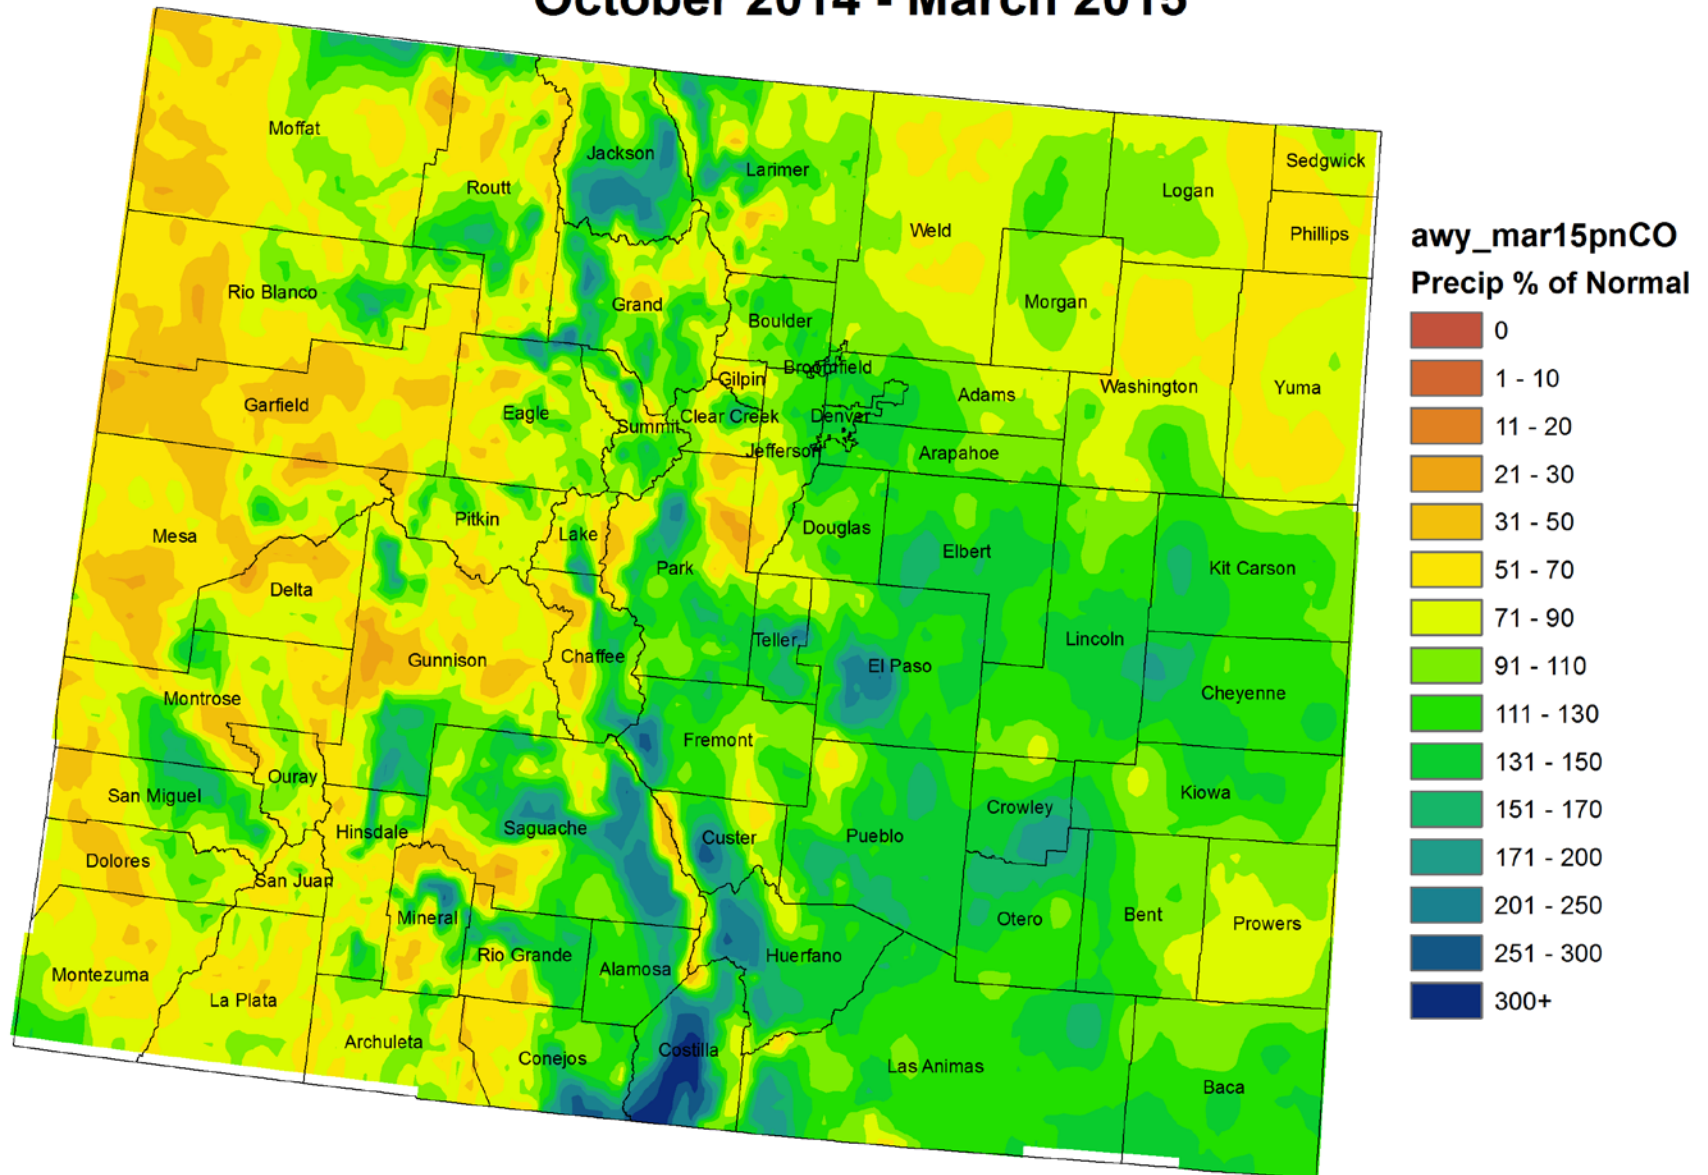 October 2014 - March 2015
Moffat
Routt
Jackson
Larimer
Weld
Logan
Sedgwick
Phillips
Rio Blanco
Grand
Boulder
Morgan
Broomfield
Gilpin
Garfield
Eagle
Summit
Clear Creek
Denver
Adams
Washington
Yuma
Jefferson
Arapahoe
Mesa
Pitkin
Lake
Park
Douglas
Elbert
Kit Carson
Delta
Gunnison
Chaffee
Teller
El Paso
Lincoln
Cheyenne
Montrose
Fremont
Ouray
San Miguel
Hinsdale
Saguache
Custer
Pueblo
Crowley
Kiowa
Dolores
San Juan
Mineral
Rio Grande
Alamosa
Huerfano
Otero
Bent
Prowers
Montezuma
La Plata
Archuleta
Conejos
Costilla
Las Animas
Baca
awy_mar15pnCO
Precip % of Normal
0
1 - 10
11 - 20
21 - 30
31 - 50
51 - 70
71 - 90
91 - 110
111 - 130
131 - 150
151 - 170
171 - 200
201 - 250
251 - 300
300+